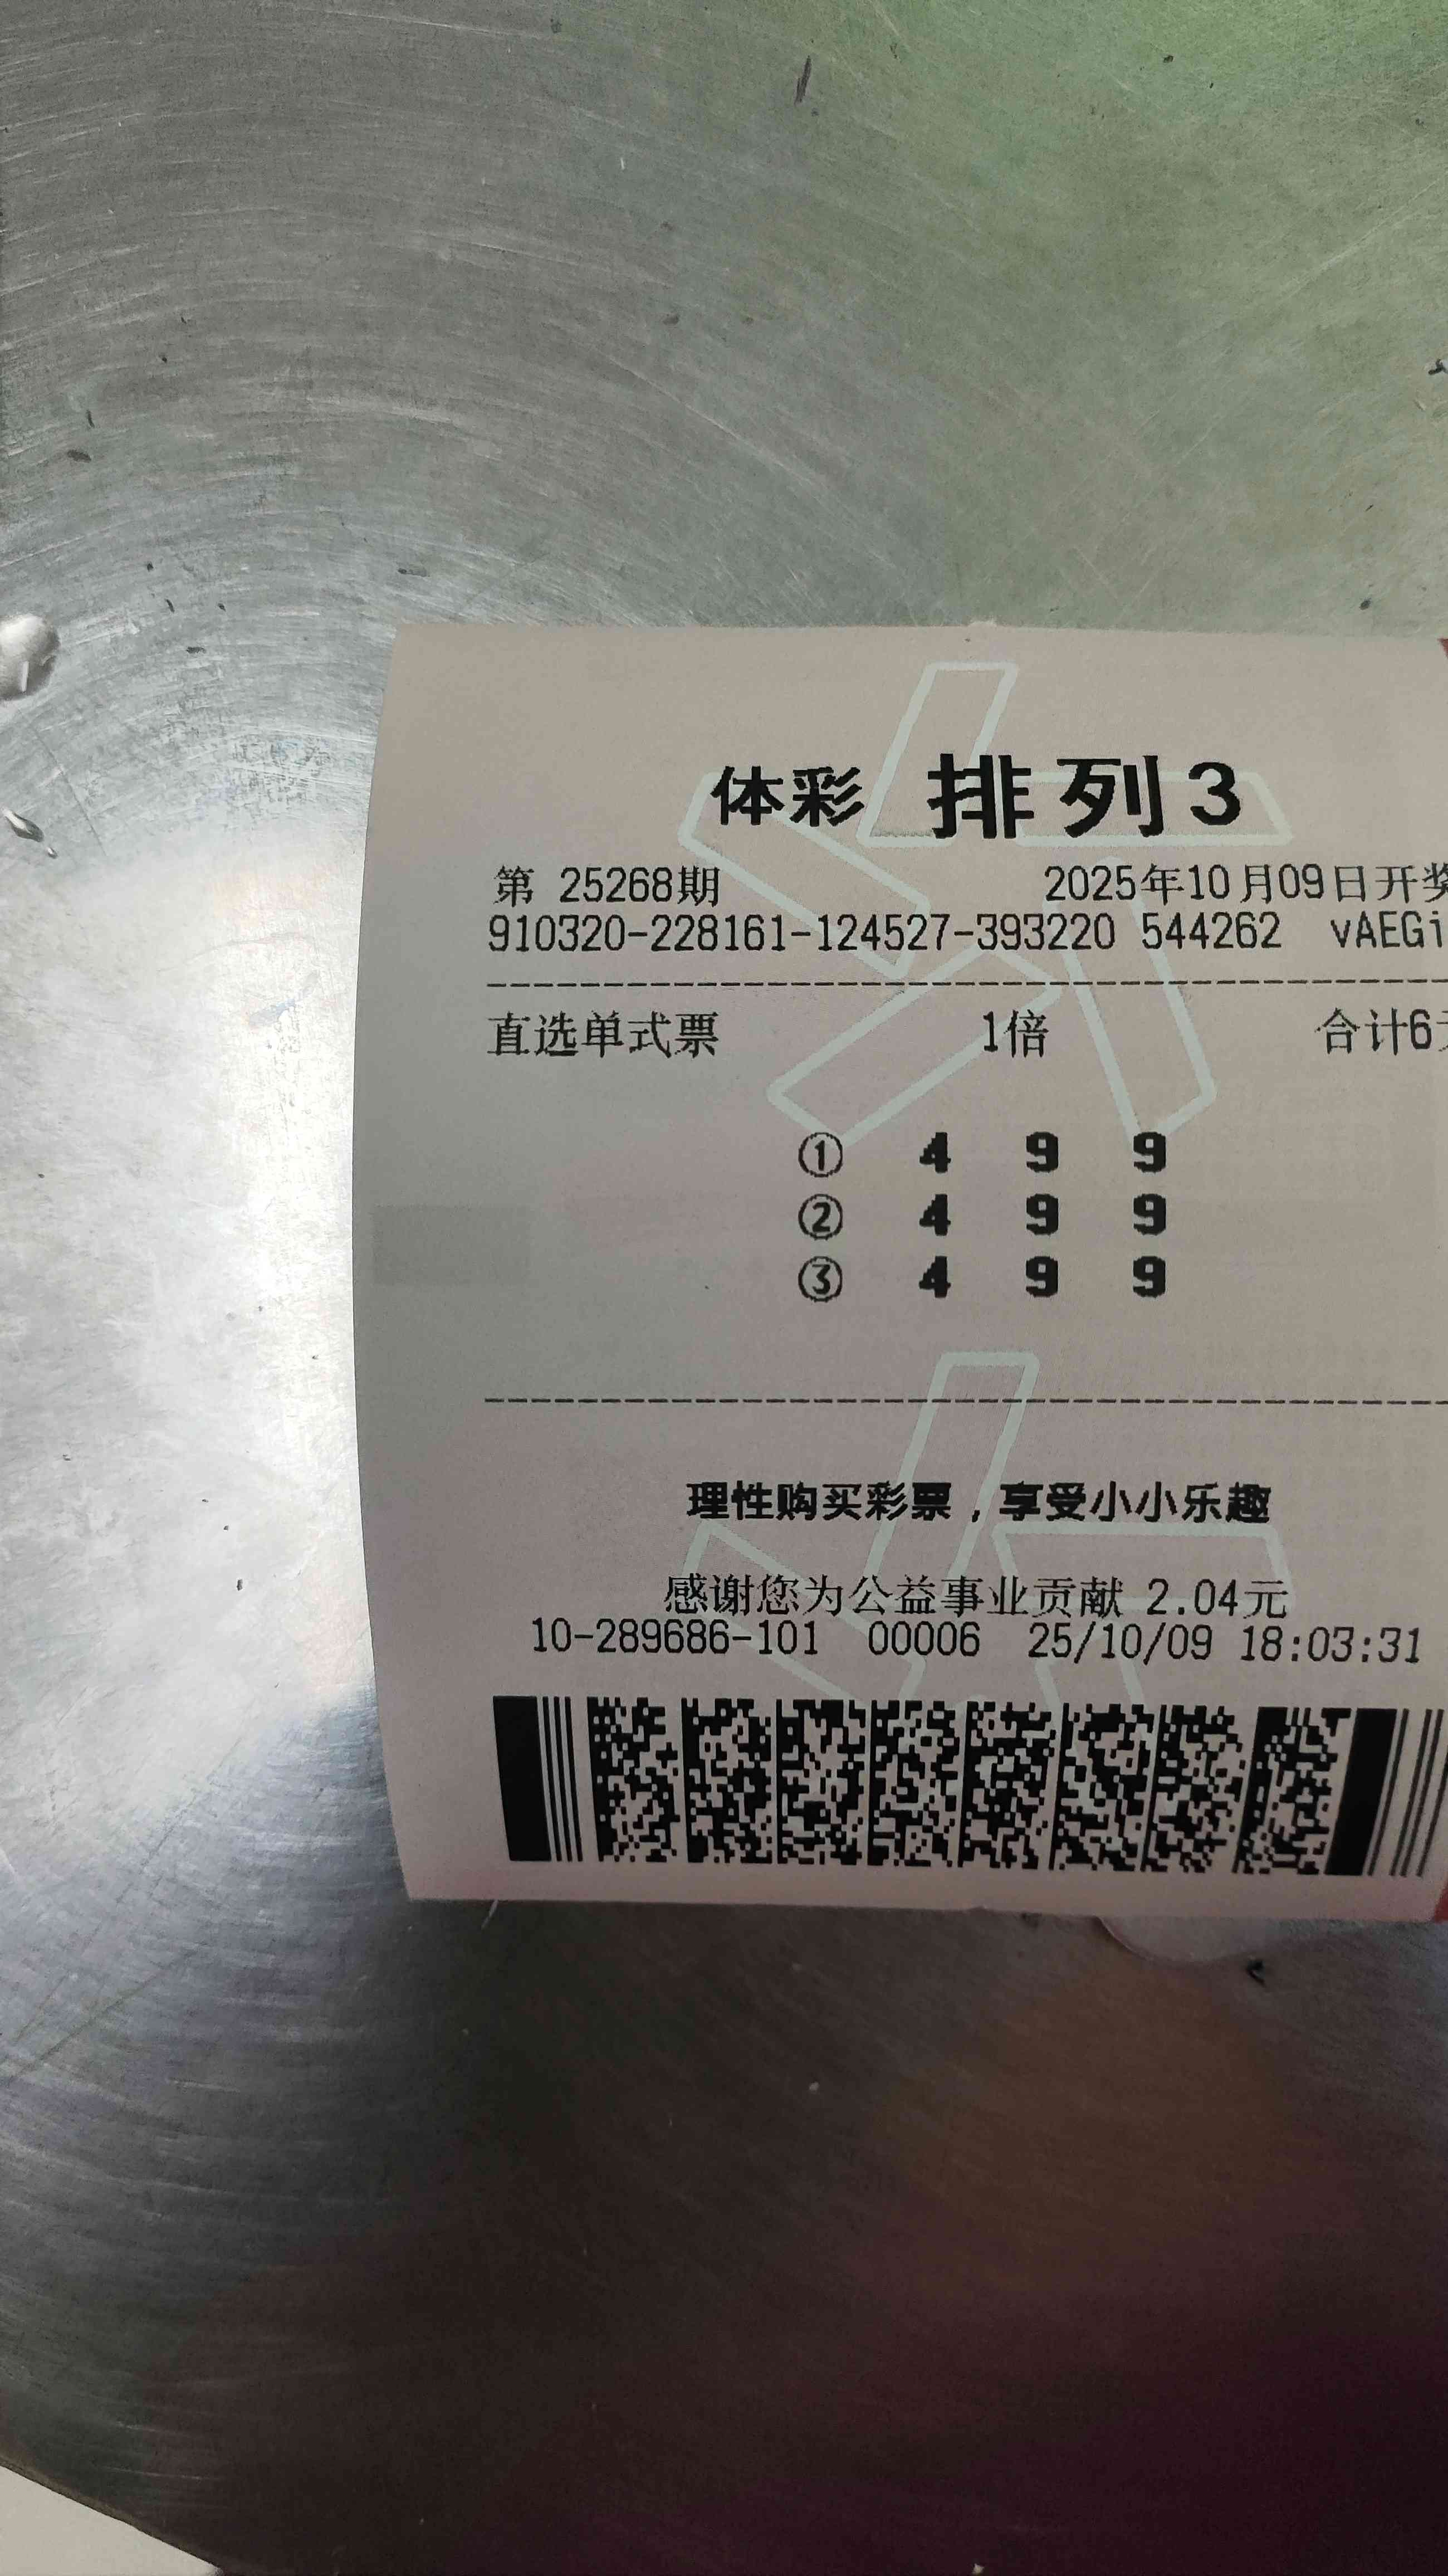 体彩 排列3
第 25268期 2025年10月09日开奖
910320-228161-124527-393220 544262 vAEGi
直选单式票 1倍 合计6元
① 4 9 9
② 4 9 9
③ 4 9 9
理性购买彩票，享受小小乐趣
感谢您为公益事业贡献 2.04元
10-289686-101 00006 25/10/09 18:03:31